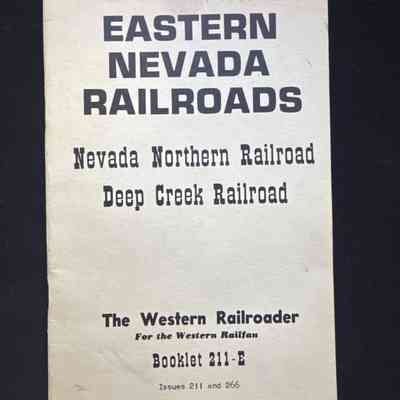 EASTERN
NEVADA
RAILROADS
Nevada Northern Railroad
Deep Creek Railroad
The Western Railroader
For the Western Railfan
Booklet 211-E
Issues 211 and 266